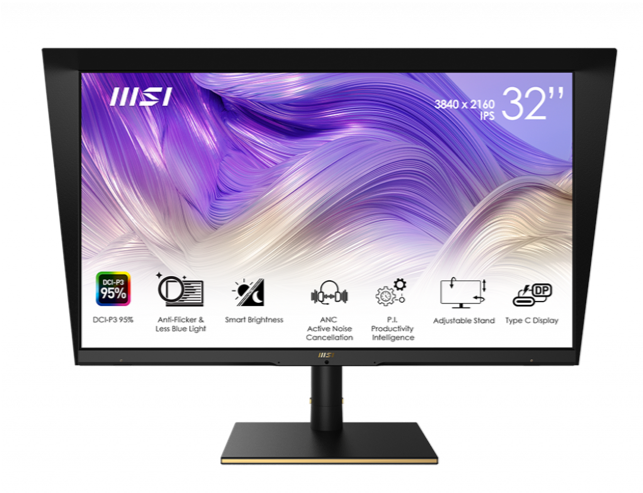 msi
3840 x 2160
IPS
32”
DCI-P3
95%
DP
DCI-P3 95%
Anti-Flicker &
Less Blue Light
Smart Brightness
ANC
Active Noise
Cancellation
P.I.
Productivity
Intelligence
Adjustable Stand
Type C Display
msi